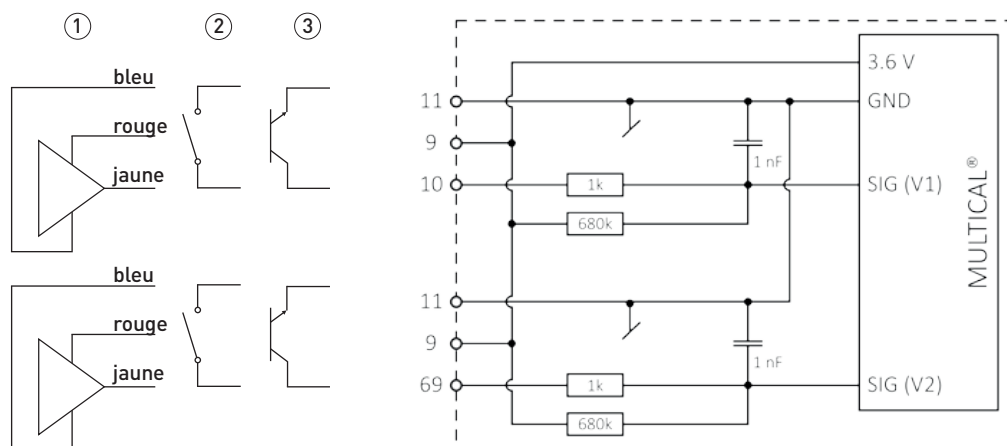 ① ② ③
bleu
rouge
jaune
bleu
rouge
jaune
3.6 V
11
GND
9
1 nF
10
1k
SIG (V1)
680k
11
9
1 nF
69
1k
SIG (V2)
680k
MULTICAL®